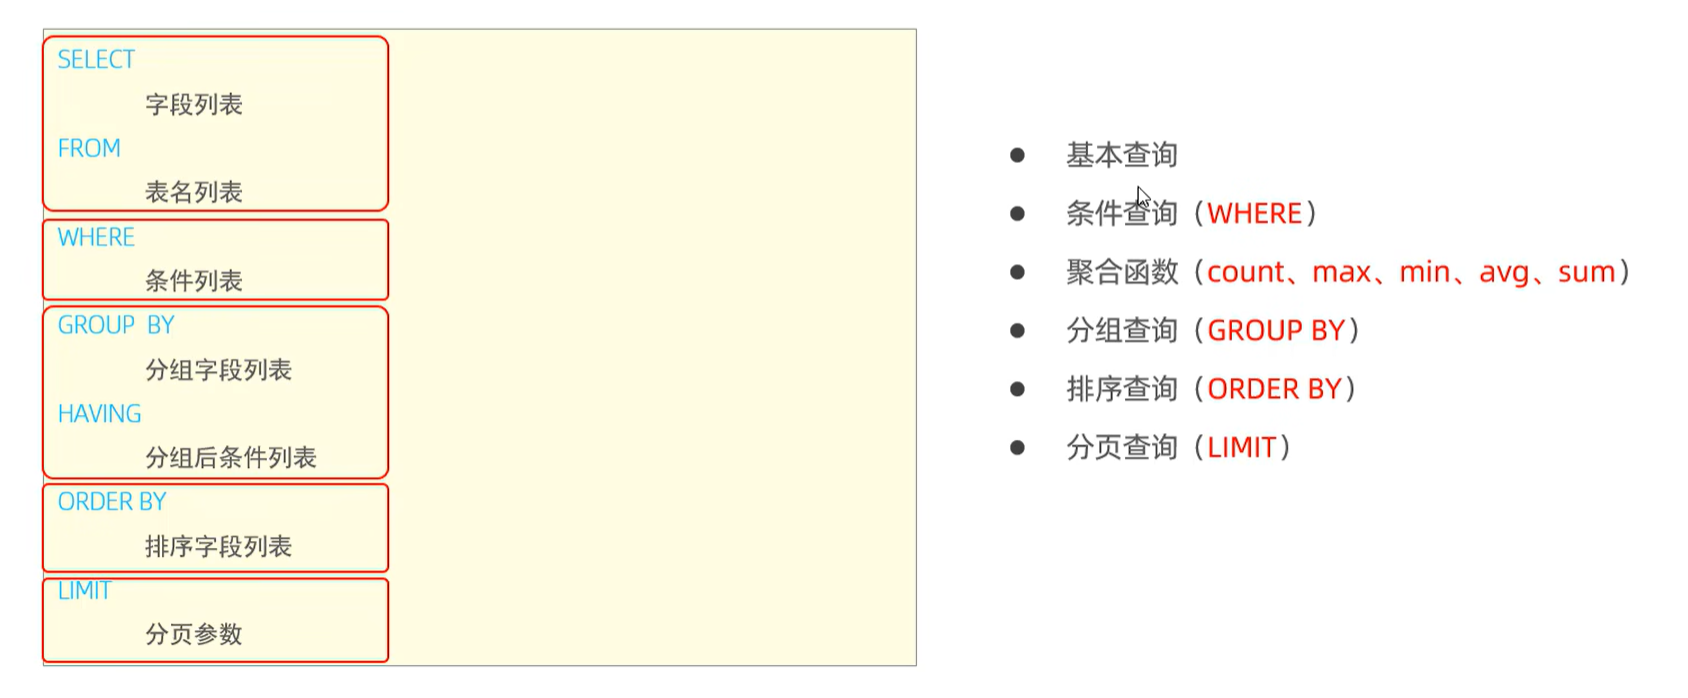 SELECT
字段列表
FROM
表名列表
WHERE
条件列表
GROUP BY
分组字段列表
HAVING
分组后条件列表
ORDER BY
排序字段列表
LIMIT
分页参数
基本查询
条件查询（WHERE）
聚合函数（count、max、min、avg、sum）
分组查询（GROUP BY）
排序查询（ORDER BY）
分页查询（LIMIT）